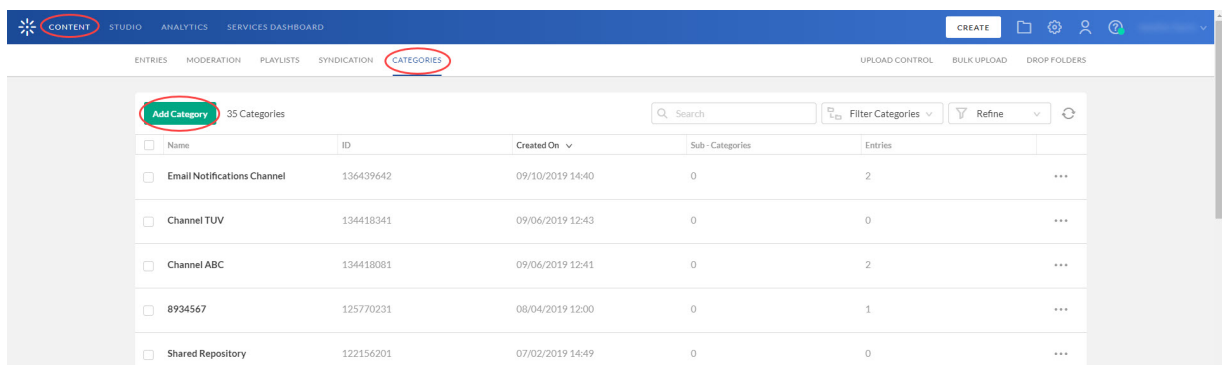 CONTENT STUDIO ANALYTICS SERVICES DASHBOARD CREATE
ENTRIES MODERATION PLAYLISTS SYNDICATION CATEGORIES UPLOAD CONTROL BULK UPLOAD DROP FOLDERS
Add Category 35 Categories Search Filter Categories Refine
Name ID Created On Sub - Categories Entries
Email Notifications Channel 136439642 09/10/2019 14:40 0 2
Channel TUV 134418341 09/06/2019 12:43 0 0
Channel ABC 134418081 09/06/2019 12:41 0 2
8934567 125770231 08/04/2019 12:00 0 1
Shared Repository 122156201 07/02/2019 14:49 0 0